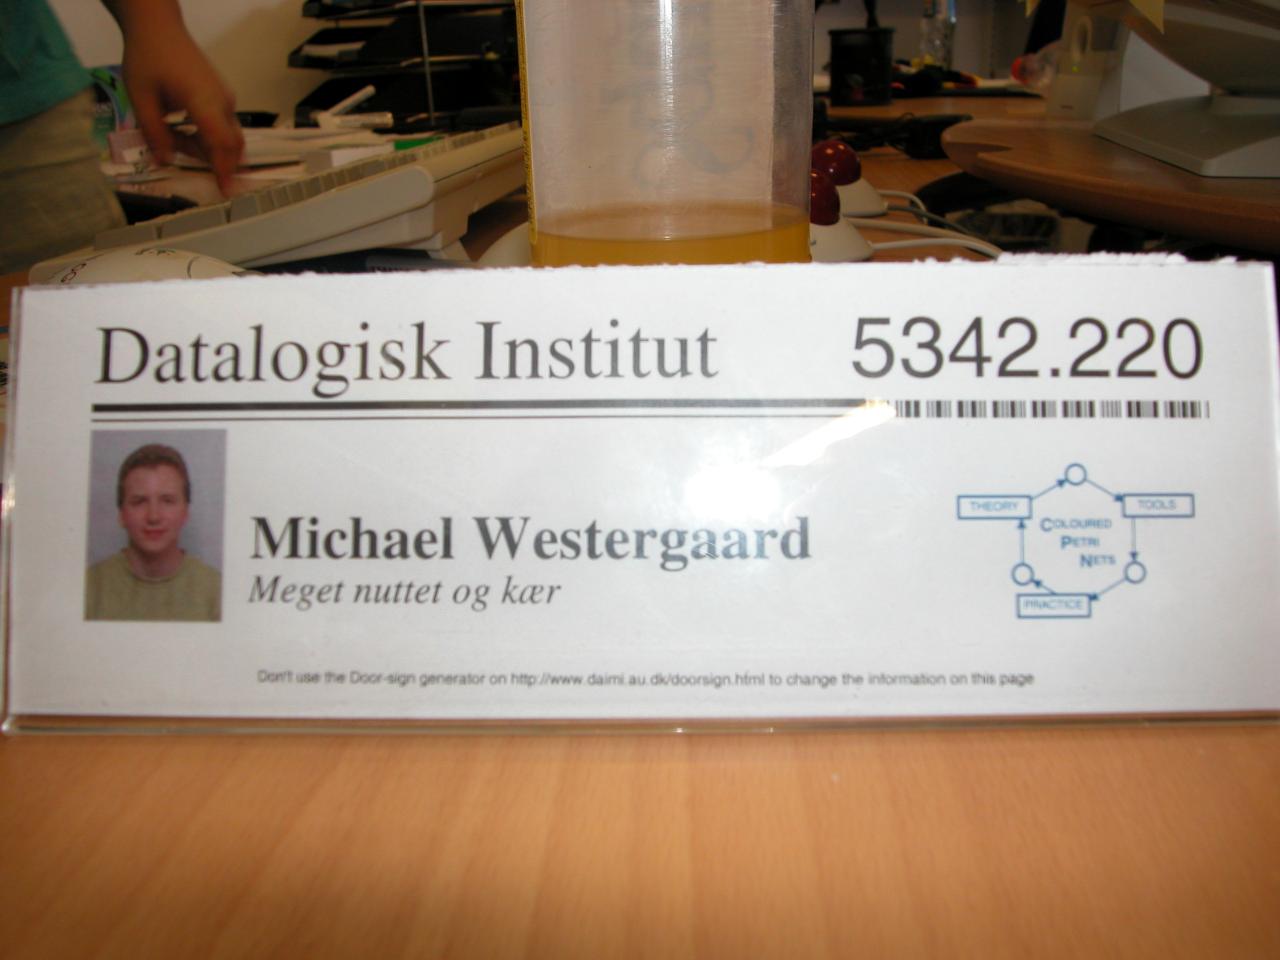 Datalogisk Institut 5342.220
Michael Westergaard
Meget nuttet og kær
THEORY
TOOLS
COLOURED
PETRI
NETS
PRACTICE
Don't use the Door-sign generator on http://www.daimi.au.dk/doorsign.html to change the information on this page